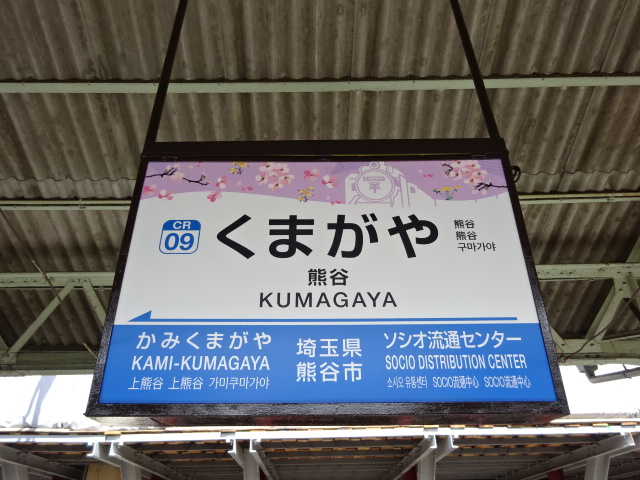 CR
09
くまがや
熊谷
熊谷
구마가야
熊谷
KUMAGAYA
かみくまがや
KAMI-KUMAGAYA
上熊谷 上熊谷 가미쿠마가야
埼玉県
熊谷市
ソシオ流通センター
SOCIO DISTRIBUTION CENTER
소시오 유통센터 SOCIO流通中心 SOCIO流通中心